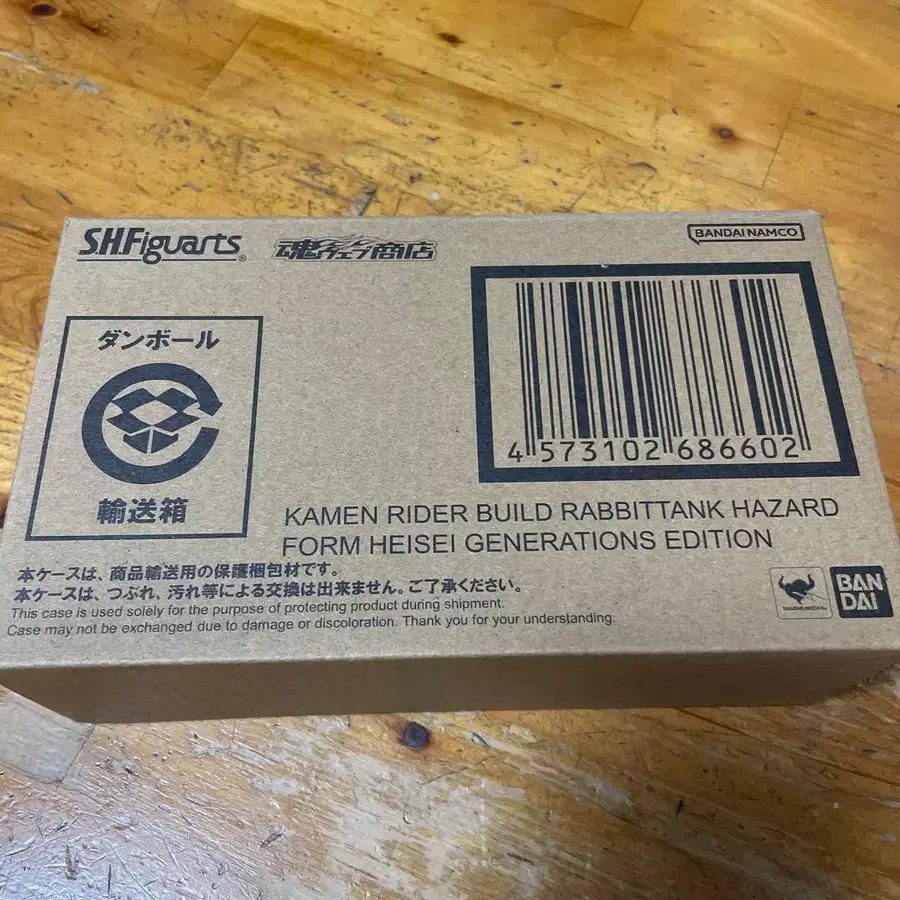 S.H.Figuarts®
魂ウェブ商店
BANDAI NAMCO
ダンボール
輸送箱
4 573102 686602
KAMEN RIDER BUILD RABBITTANK HAZARD
FORM HEISEI GENERATIONS EDITION
本ケースは、商品輸送用の保護梱包材です。
本ケースは、つぶれ、汚れ等による交換は出来ません。ご了承ください。
This case is used solely for the purpose of protecting product during shipment.
Case may not be exchanged due to damage or discoloration. Thank you for your understanding.
BAN
DAI